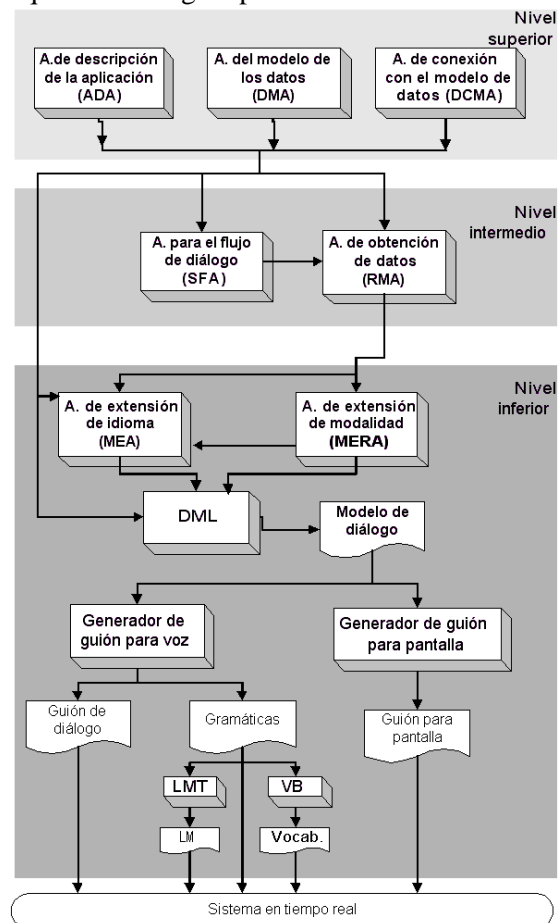 Nivel
superior
A.de descripción
de la aplicación
(ADA)
A. del modelo de
los datos
(DMA)
A. de conexión
con el modelo de
datos (DCMA)
Nivel
intermedio
A. para el flujo
de diálogo
(SFA)
A. de obtención
de datos
(RMA)
Nivel
inferior
A. de extensión
de idioma
(MEA)
A. de extensión
de modalidad
(MERA)
DML
Modelo de
diálogo
Generador de
guión para voz
Generador de guión
para pantalla
Guión de
diálogo
Gramáticas
Guión para
pantalla
LMT
VB
LM
Vocab.
Sistema en tiempo real